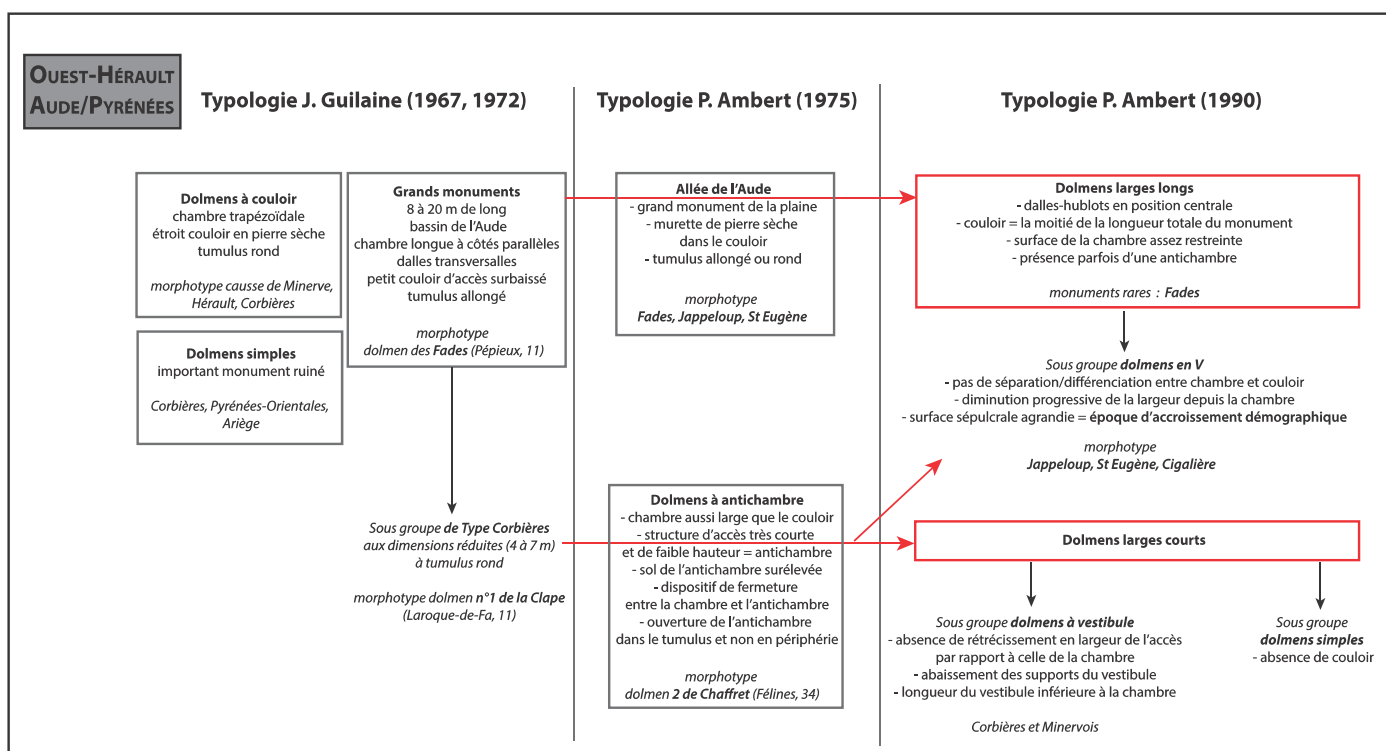 OUEST-HÉRAULT
AUDE/PYRÉNÉES
Typologie J. Guilaine (1967, 1972)
Typologie P. Ambert (1975)
Typologie P. Ambert (1990)
Dolmens à couloir
chambre trapézoïdale
étroit couloir en pierre sèche
tumulus rond
morphotype causse de Minerve,
Hérault, Corbières
Dolmens simples
important monument ruiné
Corbières, Pyrénées-Orientales,
Ariège
Grands monuments
8 à 20 m de long
bassin de l'Aude
chambre longue à côtés parallèles
dalles transversales
petit couloir d'accès surbaissé
tumulus allongé
morphotype
dolmen des Fades (Pépieux, 11)
Sous groupe de Type Corbières
aux dimensions réduites (4 à 7 m)
à tumulus rond
morphotype dolmen n°1 de la Clape
(Laroque-de-Fa, 11)
Allée de l'Aude
- grand monument de la plaine
- murette de pierre sèche
dans le couloir
- tumulus allongé ou rond
morphotype
Fades, Jappeloup, St Eugène
Dolmens à antichambre
- chambre aussi large que le couloir
- structure d'accès très courte
et de faible hauteur = antichambre
- sol de l'antichambre surélevée
- dispositif de fermeture
entre la chambre et l'antichambre
- ouverture de l'antichambre
dans le tumulus et non en périphérie
morphotype
dolmen 2 de Chaffret (Félines, 34)
Dolmens larges longs
- dalles-hublots en position centrale
- couloir = la moitié de la longueur totale du monument
- surface de la chambre assez restreinte
- présence parfois d'une antichambre
monuments rares : Fades
Sous groupe dolmens en V
- pas de séparation/différenciation entre chambre et couloir
- diminution progressive de la largeur depuis la chambre
- surface sépulcrale agrandie = époque d'accroissement démographique
morphotype
Jappeloup, St Eugène, Cigalière
Dolmens larges courts
Sous groupe dolmens à vestibule
- absence de rétrécissement en largeur de l'accès
par rapport à celle de la chambre
- abaissement des supports du vestibule
- longueur du vestibule inférieure à la chambre
Corbières et Minervois
Sous groupe
dolmens simples
- absence de couloir